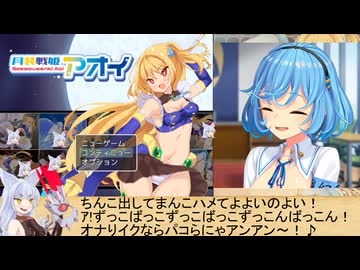 月装戦姫アオイ
Gessousenki Aoi
ニューゲーム
コンティニュー
オプション
ちんこ出してまんこハメてよよいのよい！
ア!ずっこばっこずっこばっこずっこんばっこん！
オナりイクならパコらにゃアンアン～！♪